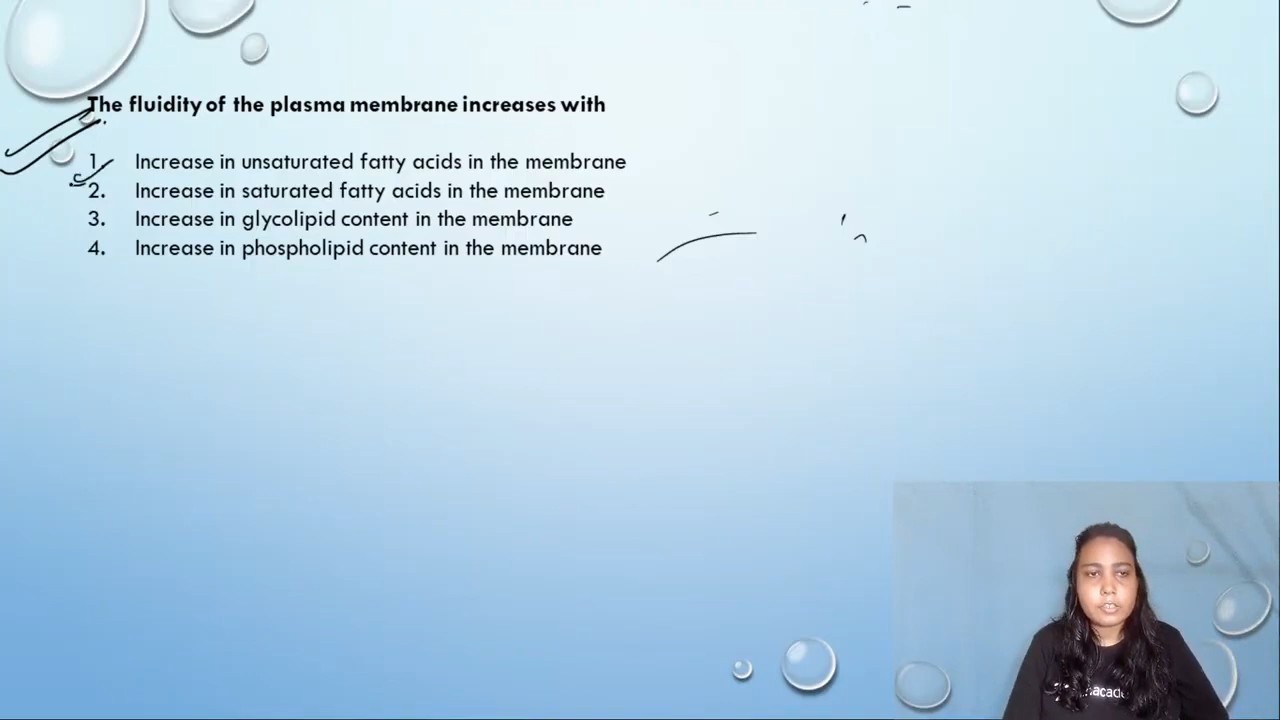 The fluidity of the plasma membrane increases with
1. Increase in unsaturated fatty acids in the membrane
2. Increase in saturated fatty acids in the membrane
3. Increase in glycolipid content in the membrane
4. Increase in phospholipid content in the membrane